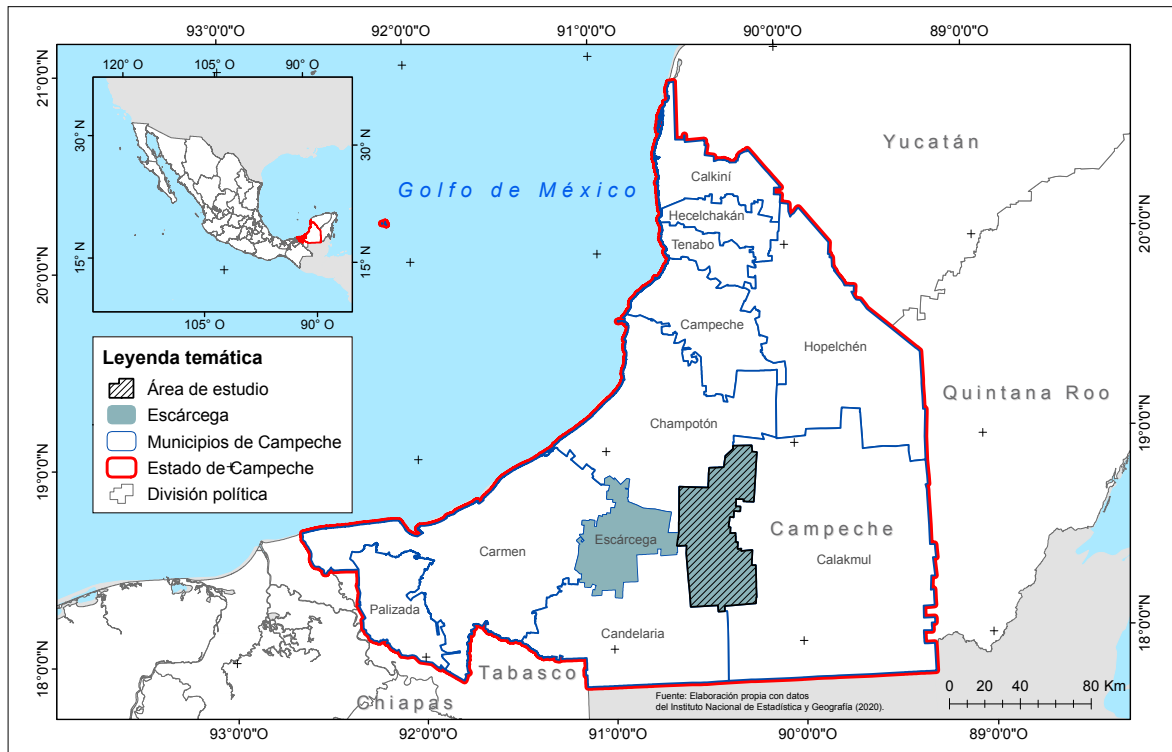 93°0'0"O
92°0'0"O
91°0'0"O
90°0'0"O
89°0'0"O
21°0'0"N
20°0'0"N
19°0'0"N
18°0'0"N
120° O
105° O
90° O
30° N
15° N
30° N
15° N
105° O
90° O
Golfo de México
Yucatán
Calkiní
Hecelchakán
Tenabo
Campeche
Hopelchén
Quintana Roo
Champotón
Leyenda temática
Área de estudio
Escárcega
Municipios de Campeche
Estado de Campeche
División política
Escárcega
Campeche
Calakmul
Carmen
Palizada
Candelaria
Tabasco
Chiapas
Fuente: Elaboración propia con datos
del Instituto Nacional de Estadística y Geografía (2020).
0 20 40 80 Km
20°0'0"N
19°0'0"N
18°0'0"N
93°0'0"O
92°0'0"O
91°0'0"O
90°0'0"O
89°0'0"O